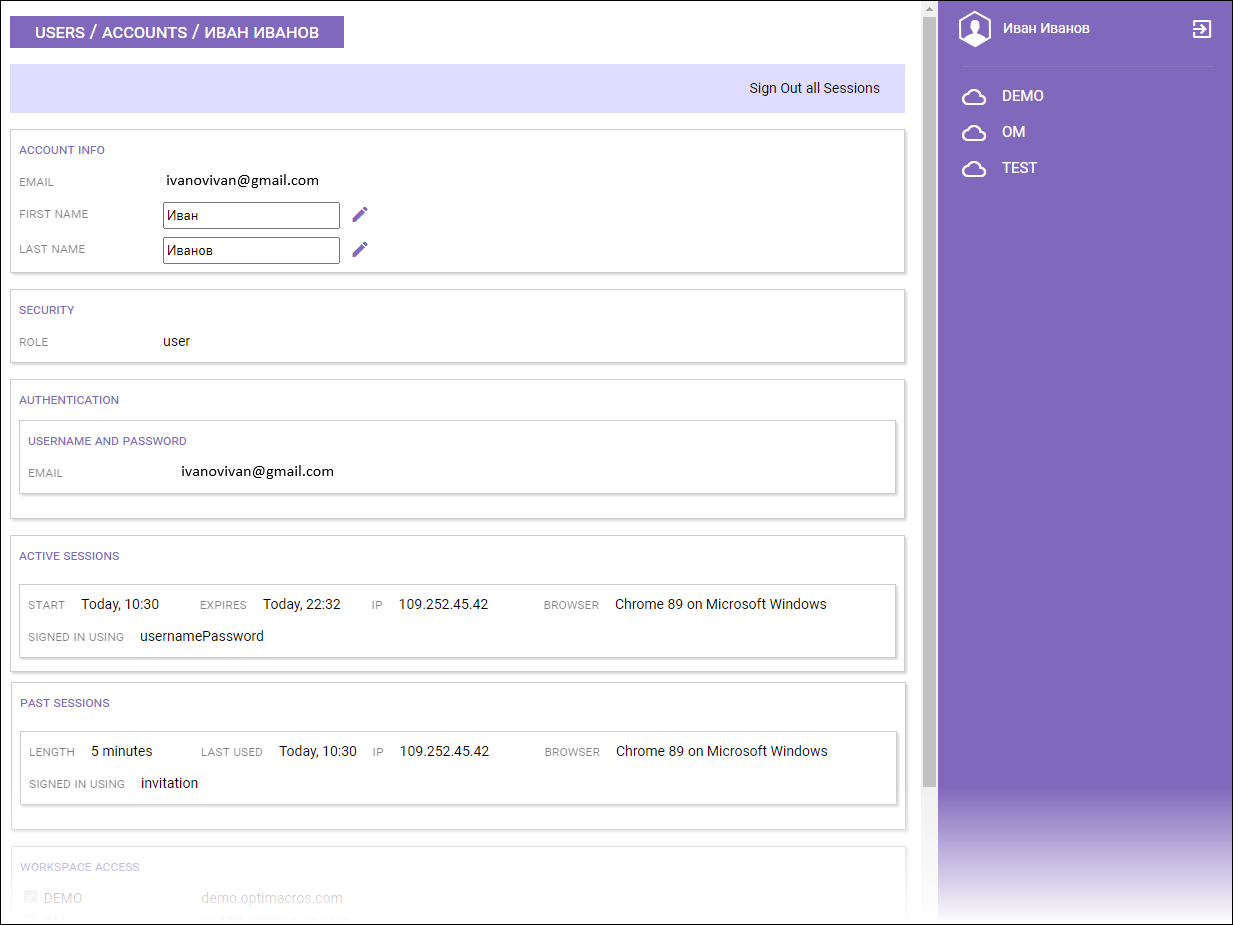 USERS / ACCOUNTS / ИВАН ИВАНОВ
Sign Out all Sessions
ACCOUNT INFO
EMAIL ivanovivan@gmail.com
FIRST NAME Иван
LAST NAME Иванов
SECURITY
ROLE user
AUTHENTICATION
USERNAME AND PASSWORD
EMAIL ivanovivan@gmail.com
ACTIVE SESSIONS
START Today, 10:30 EXPIRES Today, 22:32 IP 109.252.45.42 BROWSER Chrome 89 on Microsoft Windows
SIGNED IN USING usernamePassword
PAST SESSIONS
LENGTH 5 minutes LAST USED Today, 10:30 IP 109.252.45.42 BROWSER Chrome 89 on Microsoft Windows
SIGNED IN USING invitation
WORKSPACE ACCESS
DEMO demo.optimacros.com
Иван Иванов
DEMO
OM
TEST